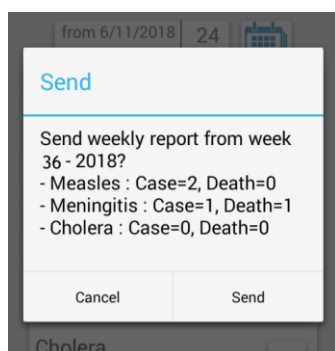 from 6/11/2018 24
Send
Send weekly report from week
36 - 2018?
- Measles : Case=2, Death=0
- Meningitis : Case=1, Death=1
- Cholera : Case=0, Death=0
Cancel Send
Cholera